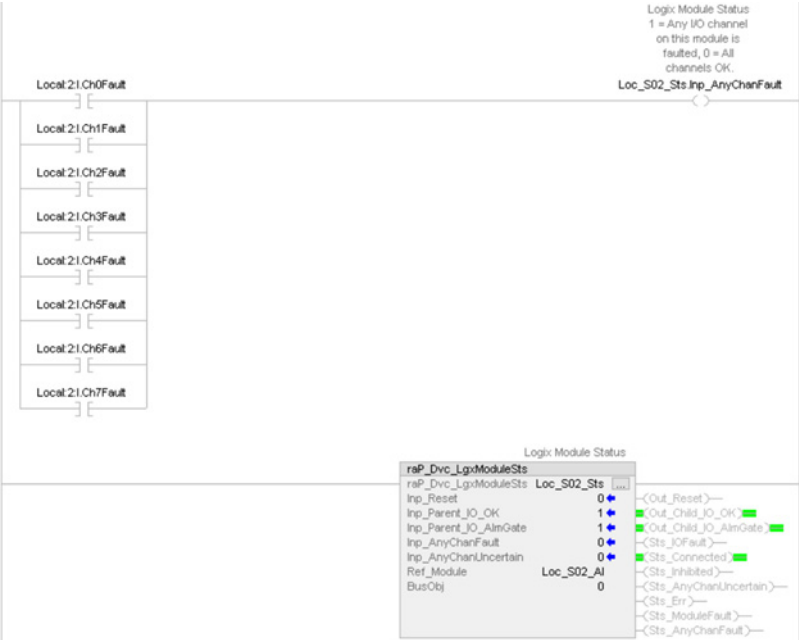 Logix Module Status
1 = Any I/O channel
on this module is
faulted, 0 = All
channels OK.
Local:2:I.Ch0Fault
Loc_S02_Sts.Inp_AnyChanFault
Local:2:I.Ch1Fault
Local:2:I.Ch2Fault
Local:2:I.Ch3Fault
Local:2:I.Ch4Fault
Local:2:I.Ch5Fault
Local:2:I.Ch6Fault
Local:2:I.Ch7Fault
Logix Module Status
raP_Dvc_LgxModuleSts
raP_Dvc_LgxModuleSts Loc_S02_Sts ...
Inp_Reset 0 (Out_Reset)
Inp_Parent_IO_OK 1 (Out_Child_IO_OK)
Inp_Parent_IO_AlmGate 1 (Out_Child_IO_AlmGate)
Inp_AnyChanFault 0 (Sts_IOFault)
Inp_AnyChanUncertain 0 (Sts_Connected)
Ref_Module Loc_S02_AI (Sts_Inhibited)
BusObj 0 (Sts_AnyChanUncertain)
(Sts_Err)
(Sts_ModuleFault)
(Sts_AnyChanFault)